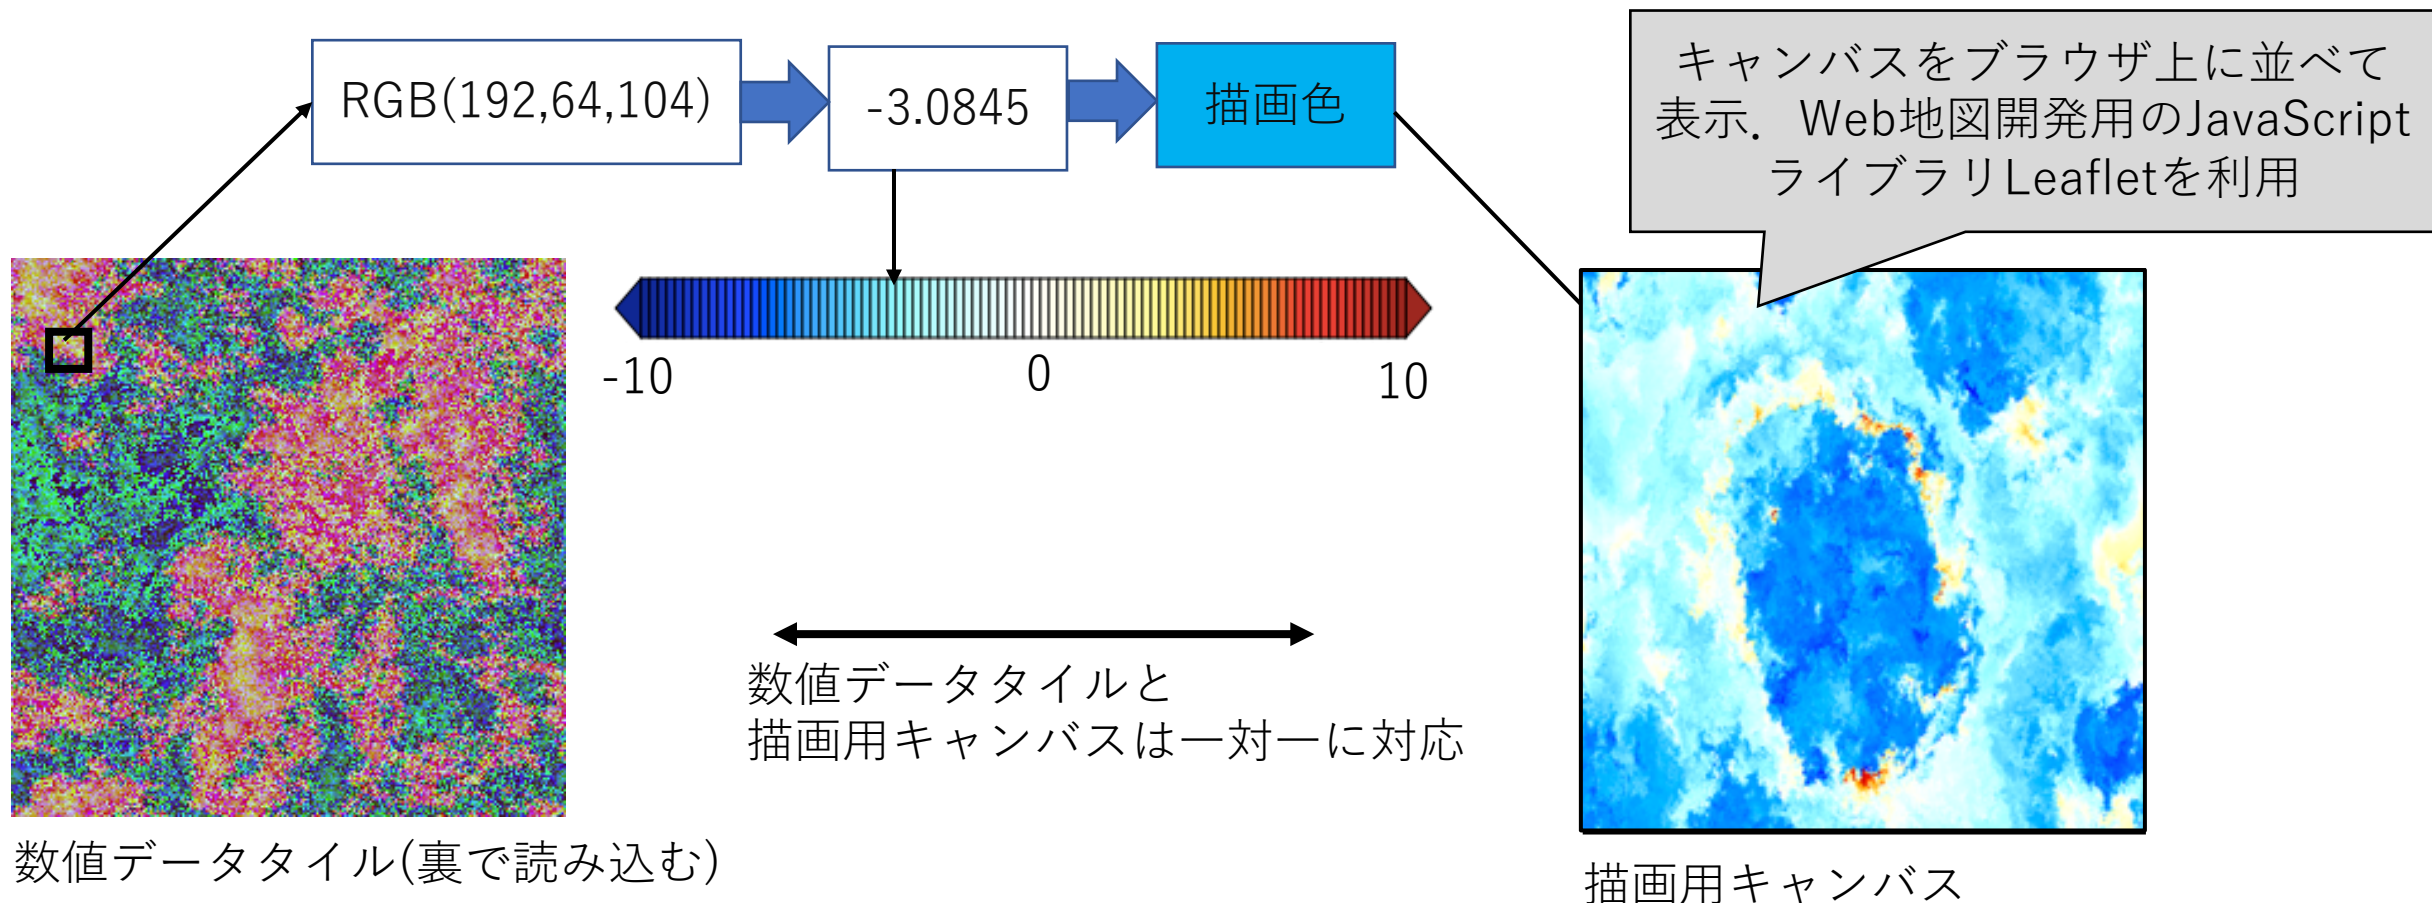 RGB(192,64,104)
-3.0845
描画色
キャンバスをブラウザ上に並べて
表示．Web地図開発用のJavaScript
ライブラリLeafletを利用
-10
0
10
数値データタイルと
描画用キャンバスは一対一に対応
数値データタイル(裏で読み込む)
描画用キャンバス